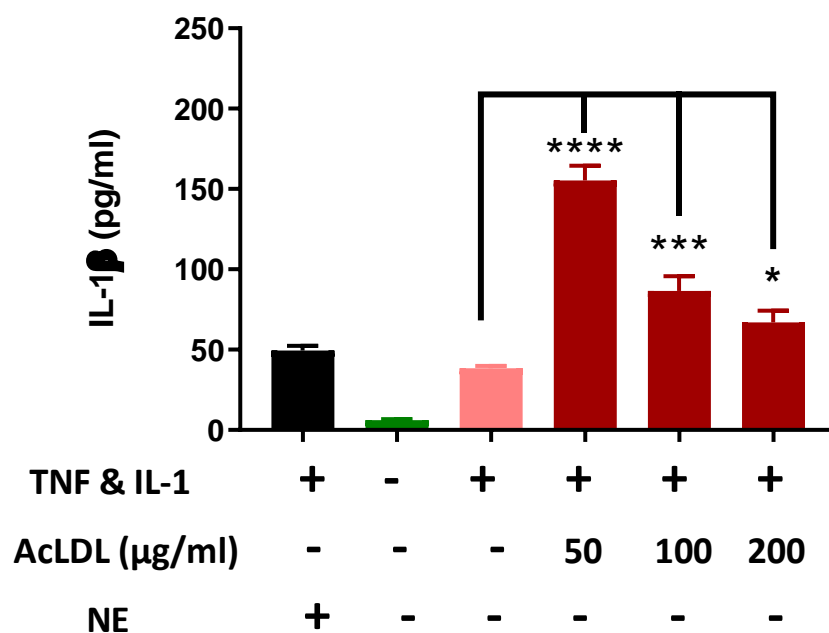 250
200
150
100
50
0
IL-1β (pg/ml)
****
***
*
TNF & IL-1 + - + + + +
AcLDL (µg/ml) - - - 50 100 200
NE + - - - - -